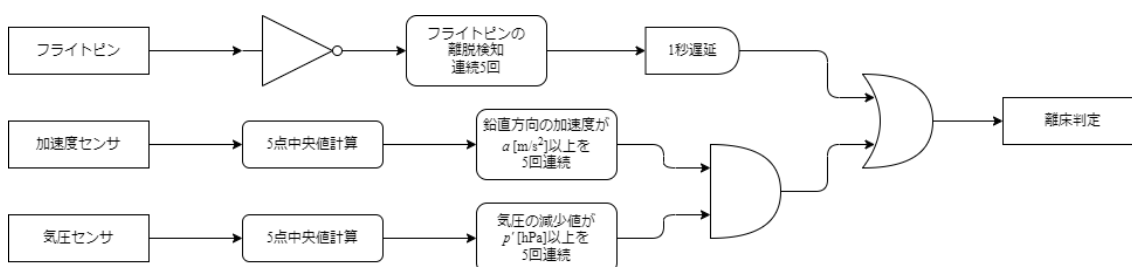 フライトピン
フライトピンの
離脱検知
連続5回
1秒遅延
加速度センサ
5点中央値計算
鉛直方向の加速度が
a [m/s²]以上を
5回連続
離床判定
気圧センサ
5点中央値計算
気圧の減少値が
p' [hPa]以上を
5回連続